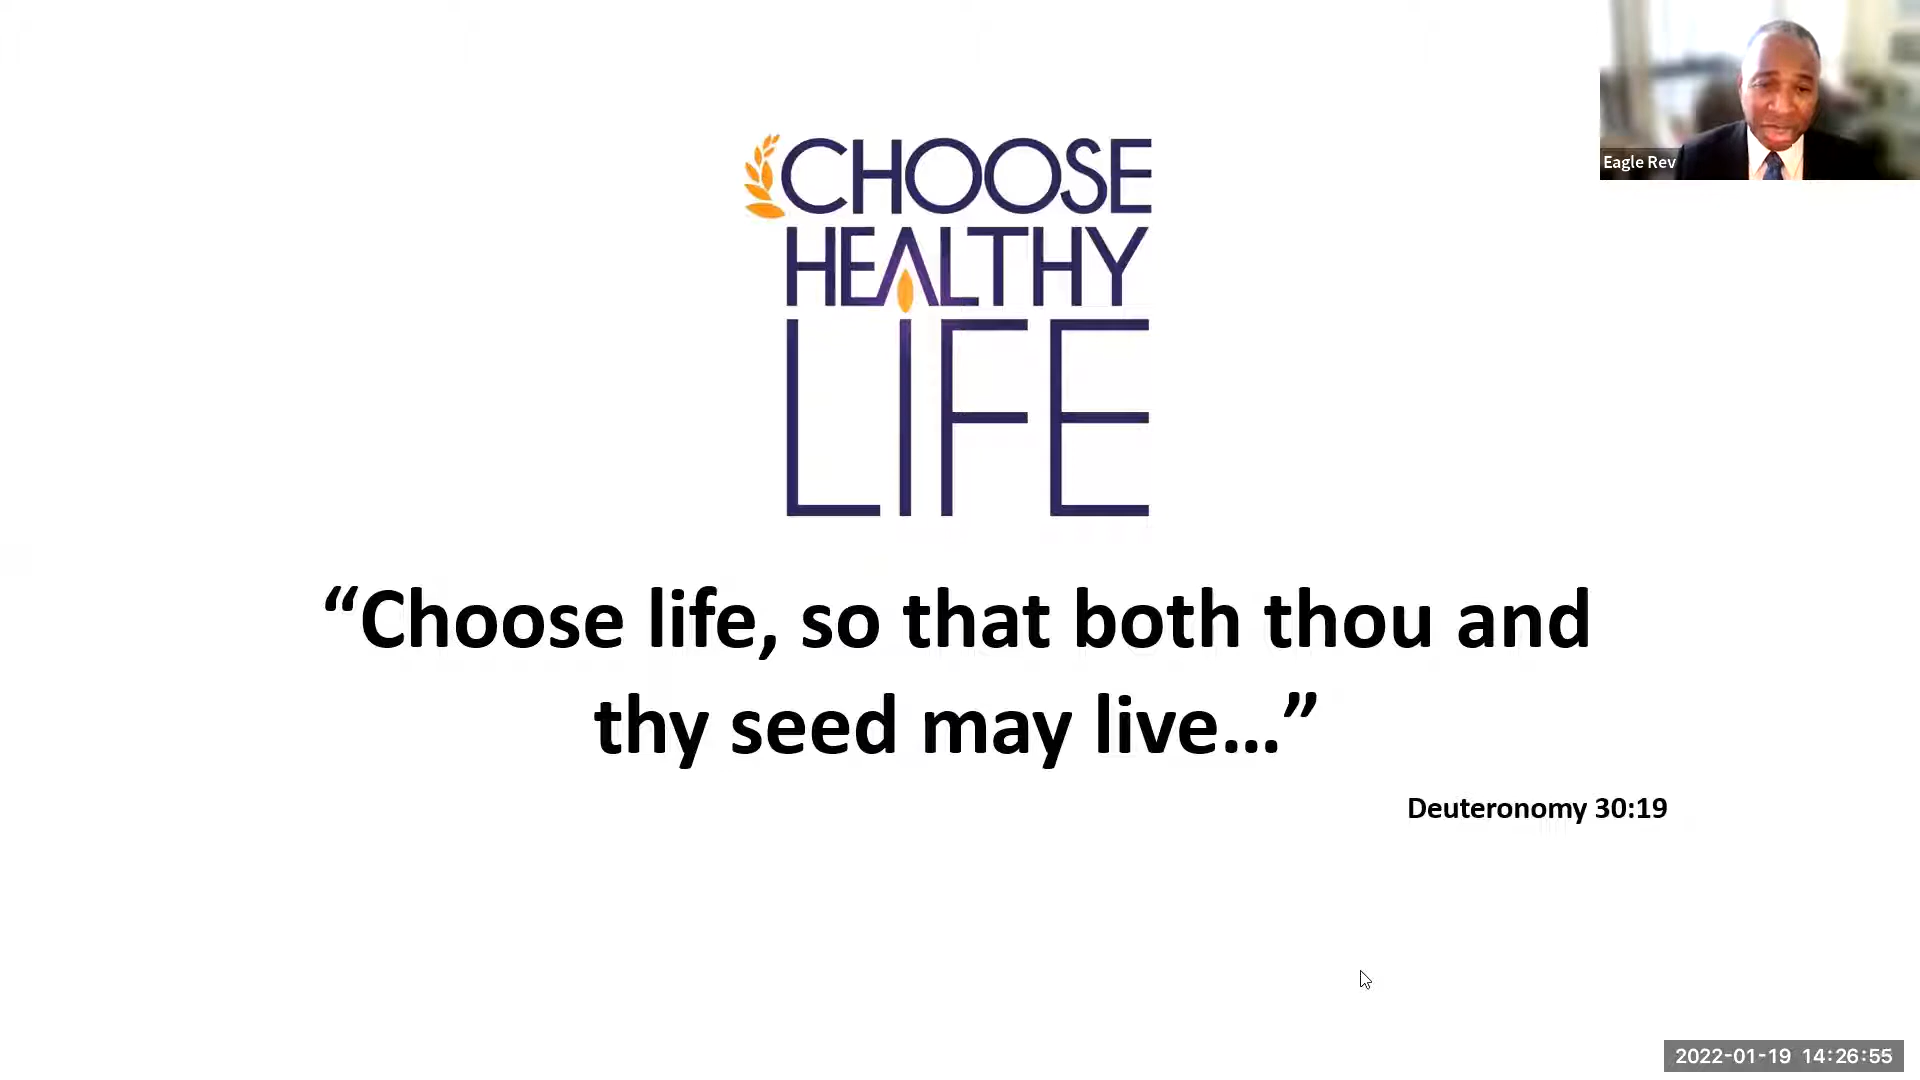 Eagle Rev
CHOOSE
HEALTHY
LIFE
“Choose life, so that both thou and
thy seed may live…”
Deuteronomy 30:19
2022-01-19 14:26:55